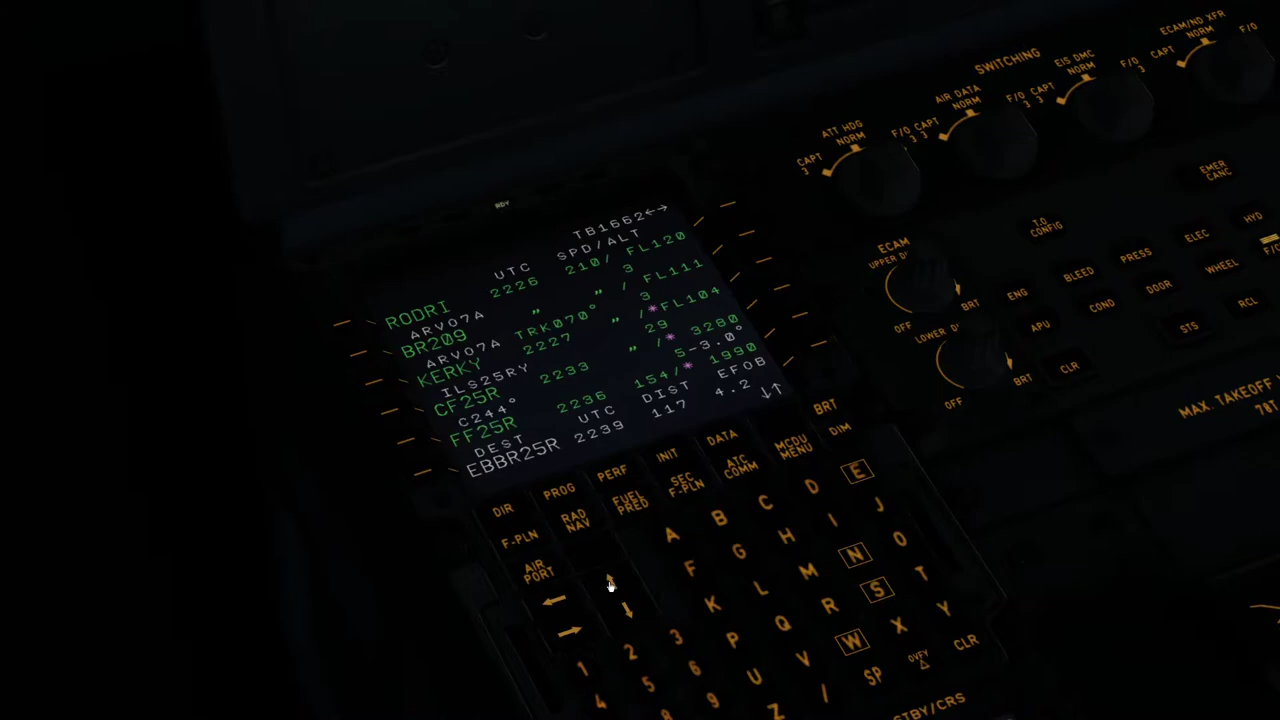 RDY
TB1662←→
UTC SPD/ALT
RODRI 2226 210/ FL120
ARV07A 3
BR209 " " / FL111
ARV07A TRK070° 3
KERKY 2227 " /*FL104
ILS25RY 29
CF25R 2233 " /* 3280
C244° 5-3.0°
FF25R 2236 154/* 1990
DEST UTC DIST EFOB
EBBR25R 2239 117 4.2 ↓↑
DIR PROG PERF INIT DATA BRT
F-PLN RAD NAV FUEL PRED SEC F-PLN ATC COMM MCDU MENU DIM
AIR PORT
← ↑
→ ↓
A B C D E
F G H I J
K L M N O
P Q R S T
U V W X Y
Z / SP OVFY Δ CLR
1 2 3
4 5 6
8 9
SWITCHING
ATT HDG AIR DATA EIS DMC ECAM/ND XFR
NORM NORM NORM NORM
CAPT 3 F/O 3 CAPT 3 F/O 3 CAPT 3 F/O 3 CAPT F/O
ECAM
UPPER D
OFF BRT
LOWER D
OFF BRT
T.O CONFIG
EMER CANC
ENG BLEED PRESS ELEC HYD
APU COND DOOR WHEEL
CLR STS RCL
MAX. TAKEOFF
78T
STBY/CRS